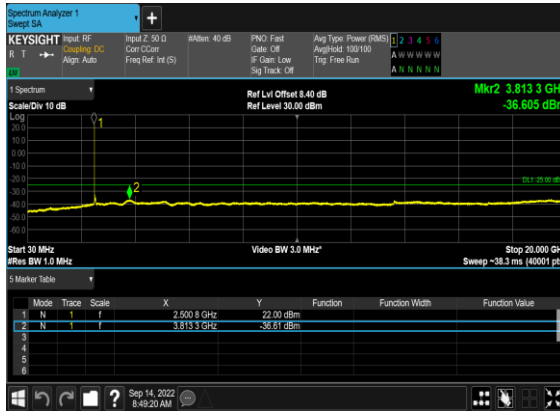 Spectrum Analyzer 1
Swept SA
+
KEYSIGHT
R T
Input: RF
Coupling: DC
Align: Auto
Input Z: 50 Ω
Corr CCorr
Freq Ref: Int (S)
#Atten: 40 dB
PNO: Fast
Gate: Off
IF Gain: Low
Sig Track: Off
Avg Type: Power (RMS)
Avg|Hold: 100/100
Trig: Free Run
1 2 3 4 5 6
A W W W W W
A N N N N N
1 Spectrum
Scale/Div 10 dB
Ref Lvl Offset 8.40 dB
Ref Level 30.00 dBm
Mkr2 3.813 3 GHz
-36.605 dBm
Log
20.0
10.0
0.00
-10.0
-20.0
-30.0
-40.0
-50.0
-60.0
1
2
DL1 -25.00 dB
Start 30 MHz
#Res BW 1.0 MHz
Video BW 3.0 MHz*
Stop 20.000 GH
Sweep ~38.3 ms (40001 pts
5 Marker Table
Mode Trace Scale X Y Function Function Width Function Value
1 N 1 f 2.500 8 GHz 22.00 dBm
2 N 1 f 3.813 3 GHz -36.61 dBm
3
4
5
6
?
Sep 14, 2022
8:49:20 AM